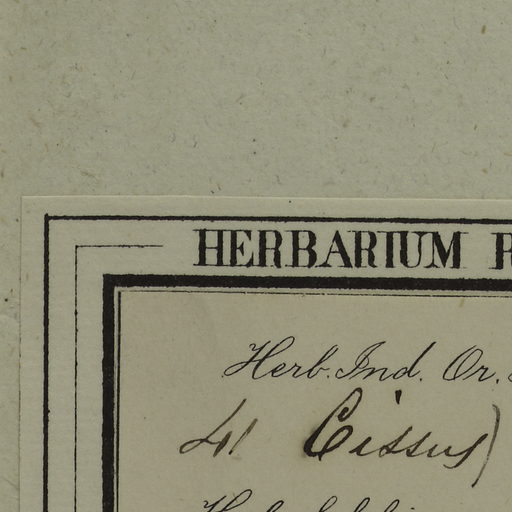 HERBARIUM
Herb. Ind. Or.
41 Cissus)